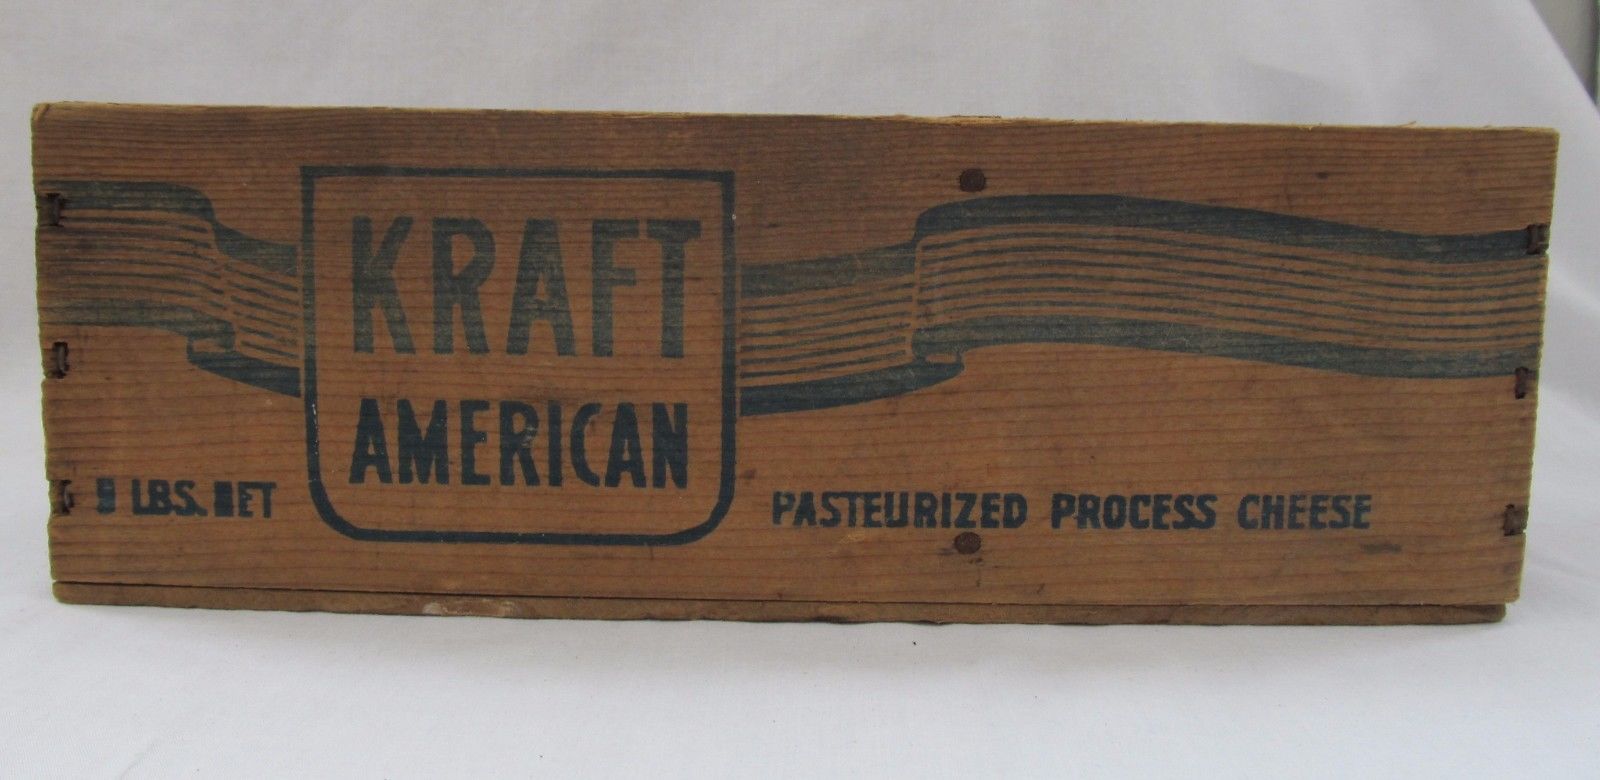 KRAFT
AMERICAN
LBS. NET
PASTEURIZED PROCESS CHEESE